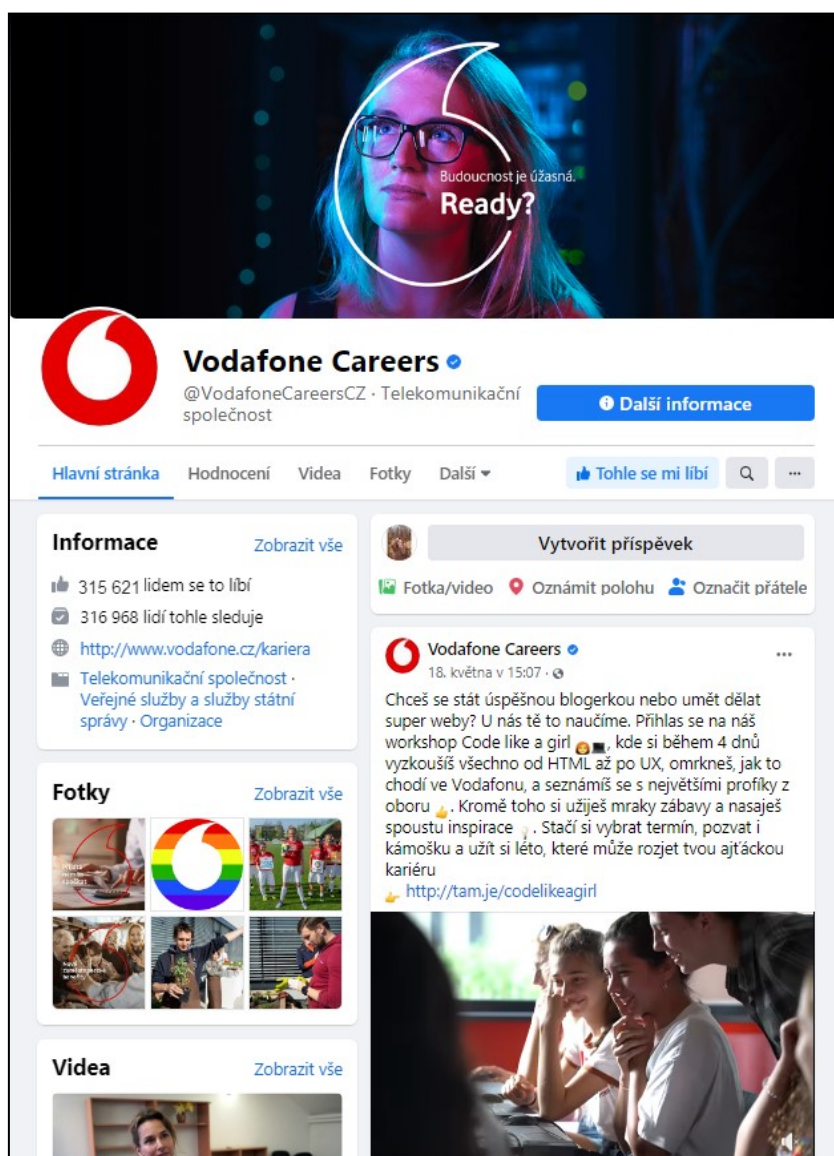 Budoucnost je úžasná.
Ready?
Vodafone Careers
@VodafoneCareersCZ · Telekomunikační
společnost
Další informace
Hlavní stránka
Hodnocení
Videa
Fotky
Další
Tohle se mi líbí
Informace
Zobrazit vše
315 621 lidem se to líbí
316 968 lidí tohle sleduje
http://www.vodafone.cz/kariera
Telekomunikační společnost ·
Veřejné služby a služby státní
správy · Organizace
Fotky
Zobrazit vše
Videa
Zobrazit vše
Vytvořit příspěvek
Fotka/video
Oznámit polohu
Označit přátele
Vodafone Careers
18. května v 15:07 ·
Chceš se stát úspěšnou blogerkou nebo umět dělat
super weby? U nás tě to naučíme. Přihlas se na náš
workshop Code like a girl 👩💻, kde si během 4 dnů
vyzkoušíš všechno od HTML až po UX, omrkneš, jak to
chodí ve Vodafonu, a seznámíš se s největšími profíky z
oboru 👍. Kromě toho si užiješ mraky zábavy a nasaješ
spoustu inspirace 💡. Stačí si vybrat termín, pozvat i
kámošku a užít si léto, které může rozjet tvou ajťáckou
kariéru
👉 http://tam.je/codelikeagirl